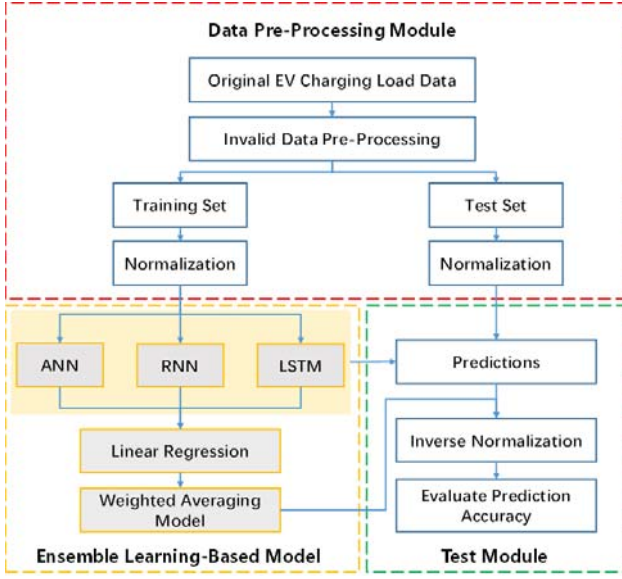 Data Pre-Processing Module
Original EV Charging Load Data
Invalid Data Pre-Processing
Training Set
Test Set
Normalization
Normalization
ANN
RNN
LSTM
Predictions
Linear Regression
Inverse Normalization
Weighted Averaging
Model
Evaluate Prediction
Accuracy
Ensemble Learning-Based Model
Test Module